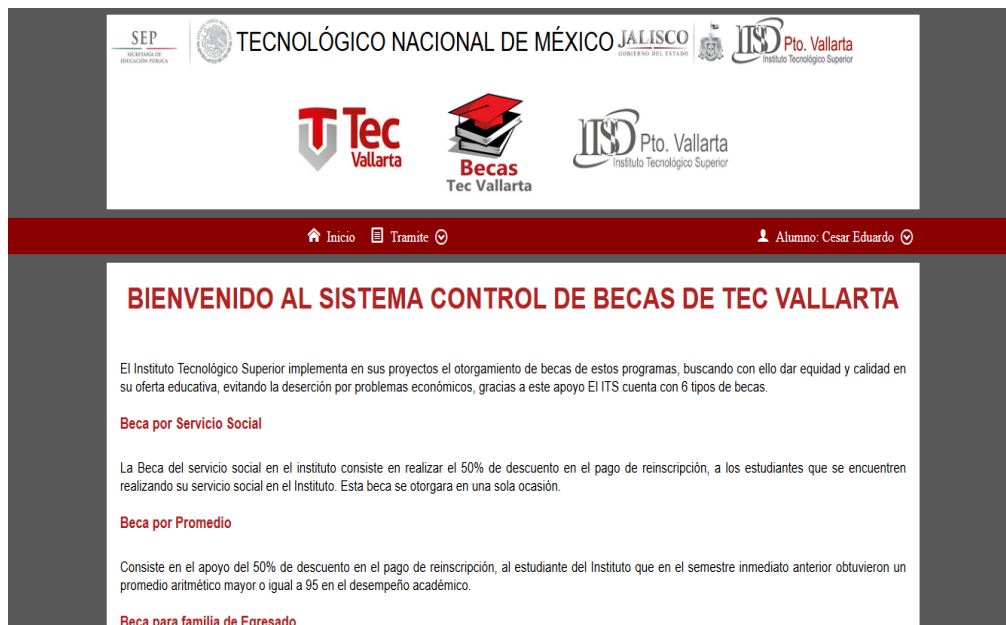 SEP
SECRETARÍA DE
EDUCACIÓN PÚBLICA
TECNOLÓGICO NACIONAL DE MÉXICO
JALISCO
GOBIERNO DEL ESTADO
ITS Pto. Vallarta
Instituto Tecnológico Superior
Tec
Vallarta
Becas
Tec Vallarta
ITS Pto. Vallarta
Instituto Tecnológico Superior
Inicio Tramite Alumno: Cesar Eduardo
BIENVENIDO AL SISTEMA CONTROL DE BECAS DE TEC VALLARTA
El Instituto Tecnológico Superior implementa en sus proyectos el otorgamiento de becas de estos programas, buscando con ello dar equidad y calidad en
su oferta educativa, evitando la deserción por problemas económicos, gracias a este apoyo El ITS cuenta con 6 tipos de becas.
Beca por Servicio Social
La Beca del servicio social en el instituto consiste en realizar el 50% de descuento en el pago de reinscripción, a los estudiantes que se encuentren
realizando su servicio social en el Instituto. Esta beca se otorgara en una sola ocasión.
Beca por Promedio
Consiste en el apoyo del 50% de descuento en el pago de reinscripción, al estudiante del Instituto que en el semestre inmediato anterior obtuvieron un
promedio aritmético mayor o igual a 95 en el desempeño académico.
Beca para familia de Egresado